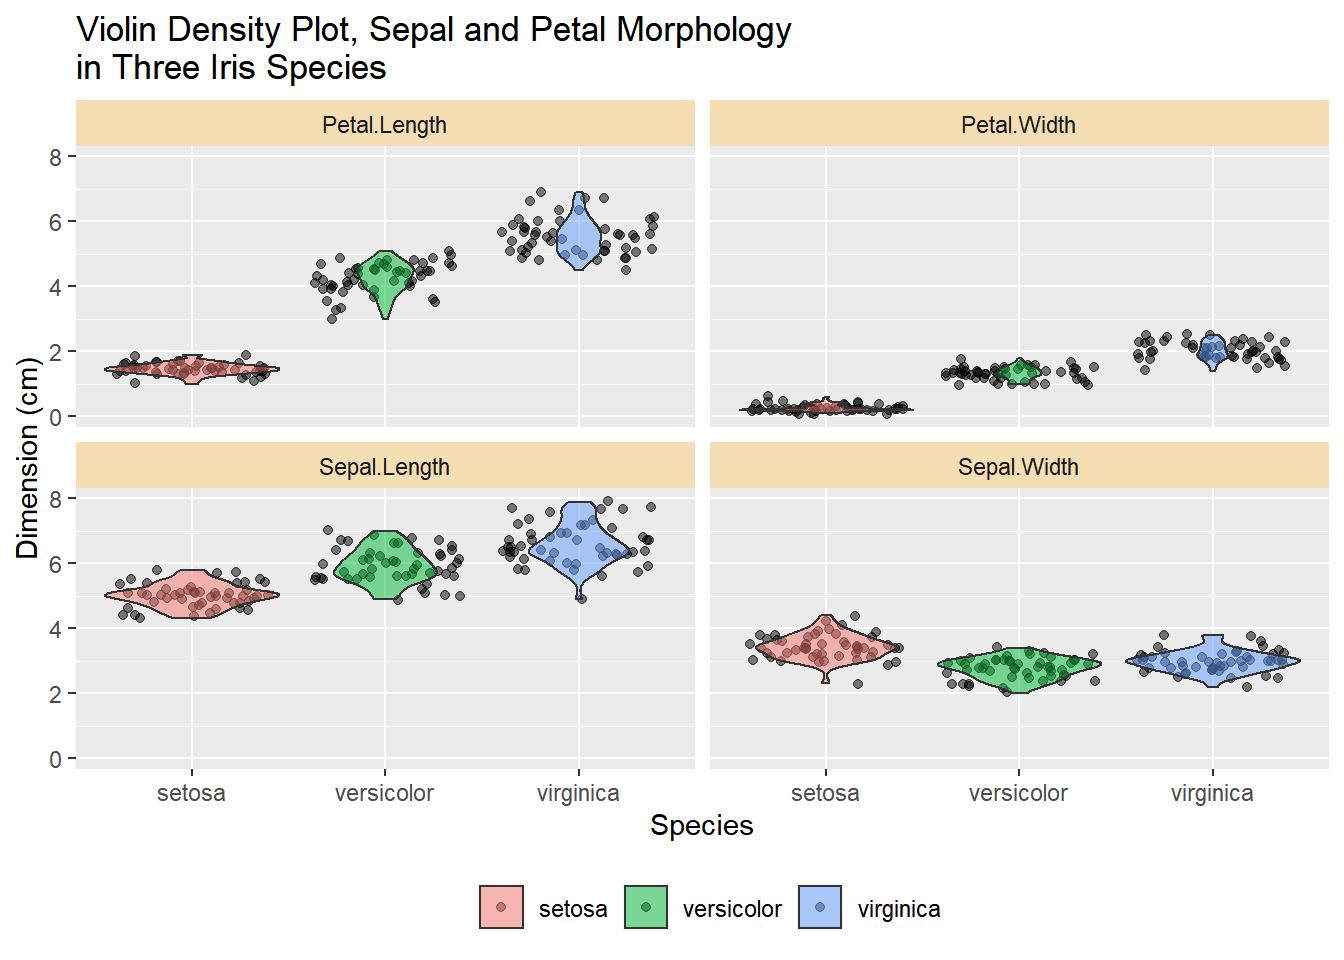 Violin Density Plot, Sepal and Petal Morphology
in Three Iris Species
Petal.Length
Petal.Width
8
6
4
2
0
Dimension (cm)
Sepal.Length
Sepal.Width
8
6
4
2
0
setosa
versicolor
virginica
setosa
versicolor
virginica
Species
setosa
versicolor
virginica